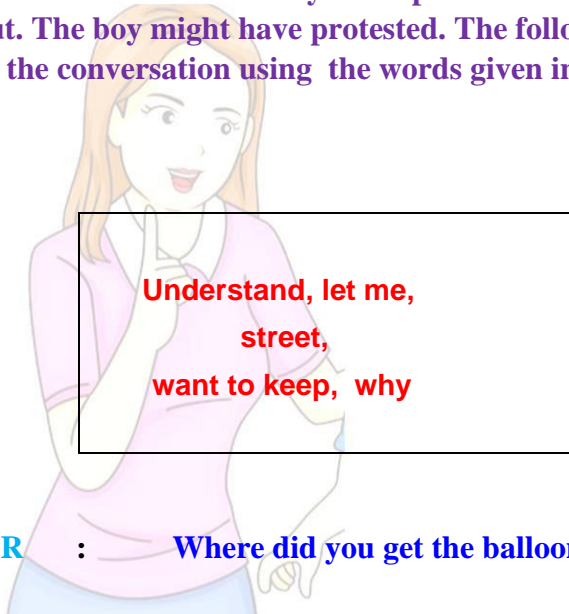 ut. The boy might have protested. The follo
the conversation using the words given in
Understand, let me,
street,
want to keep, why
R : Where did you get the balloon